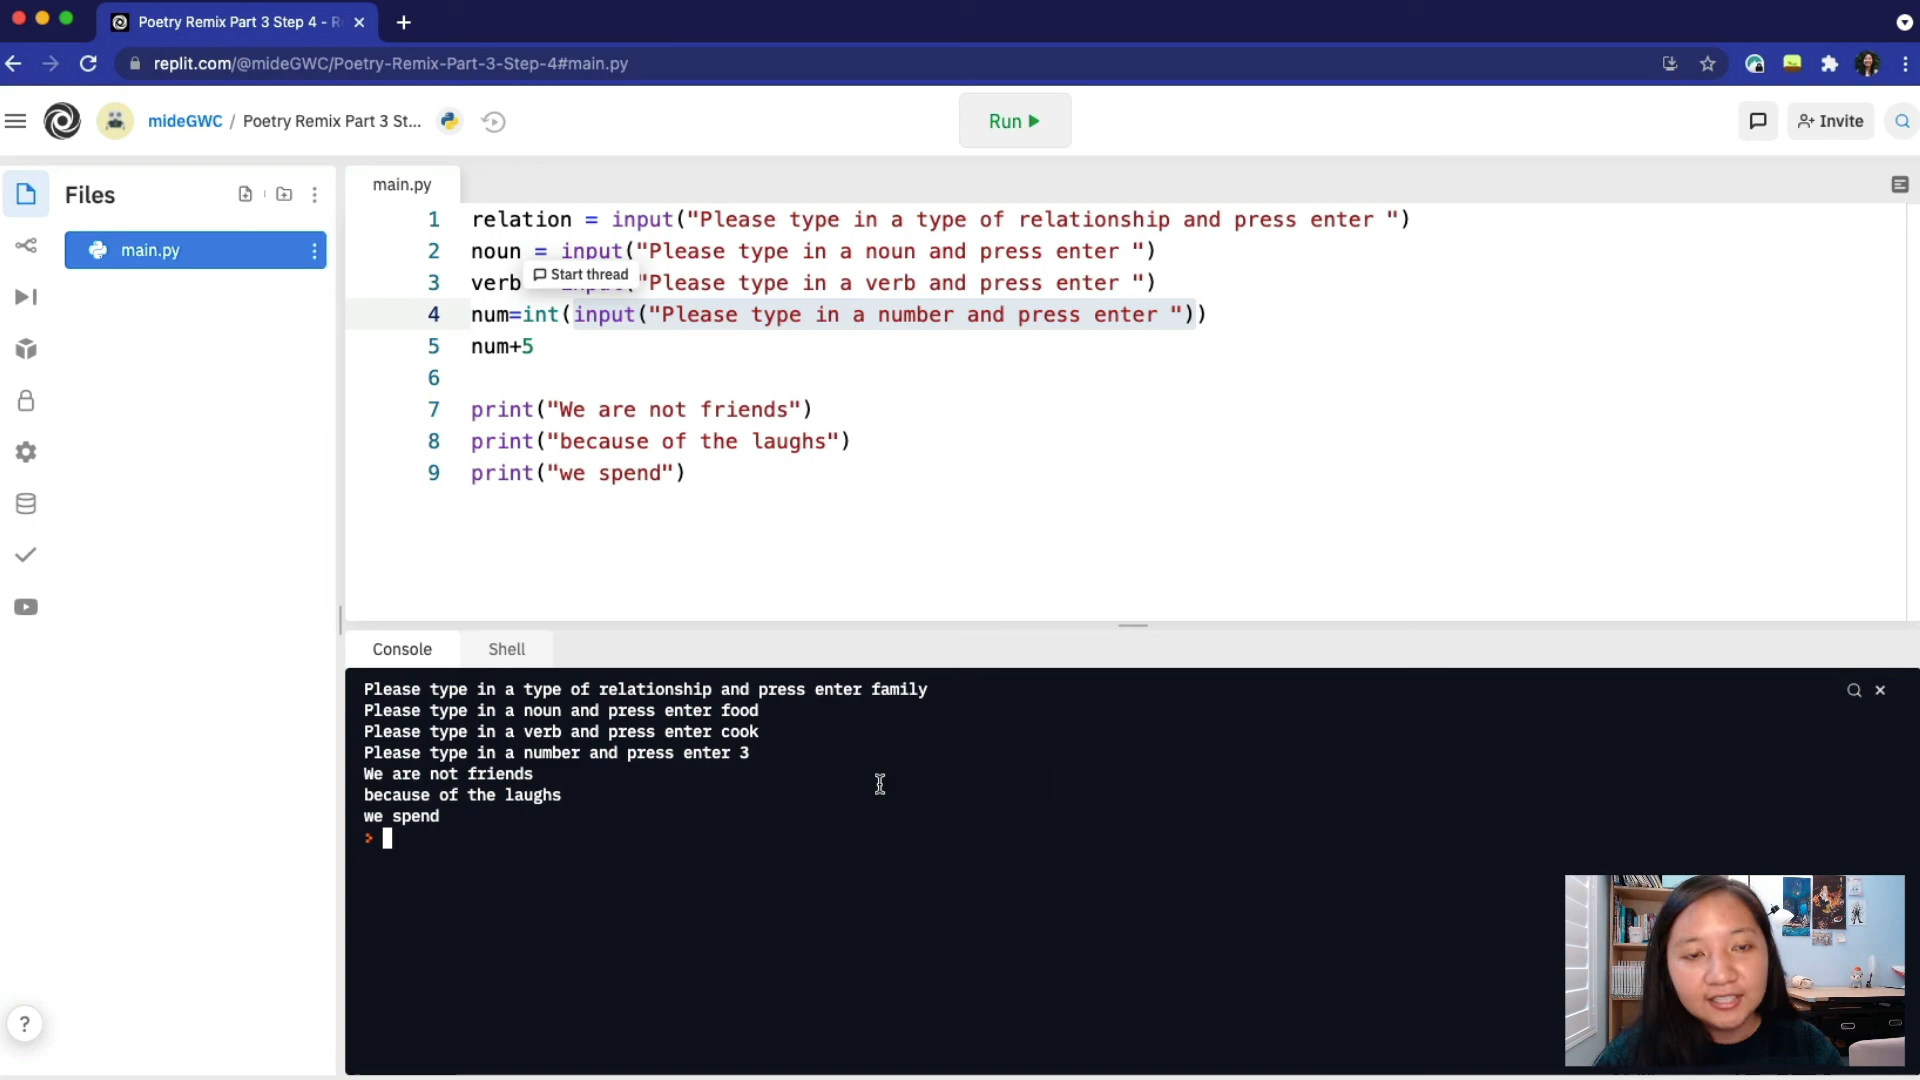 Poetry Remix Part 3 Step 4 - R
replit.com/@mideGWC/Poetry-Remix-Part-3-Step-4#main.py
mideGWC / Poetry Remix Part 3 St...
Run
Invite
Files
main.py
main.py
1 relation = input("Please type in a type of relationship and press enter ")
2 noun = input("Please type in a noun and press enter ")
Start thread
3 verb "Please type in a verb and press enter ")
4 num=int(input("Please type in a number and press enter "))
5 num+5
6
7 print("We are not friends")
8 print("because of the laughs")
9 print("we spend")
Console Shell
Please type in a type of relationship and press enter family
Please type in a noun and press enter food
Please type in a verb and press enter cook
Please type in a number and press enter 3
We are not friends
because of the laughs
we spend
>
?